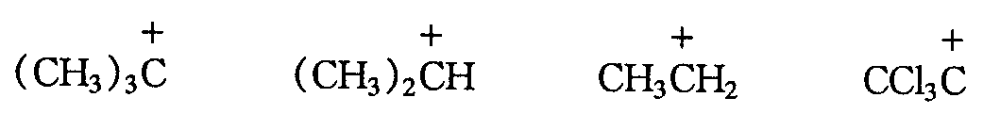 + + + +
(CH₃)₃C (CH₃)₂CH CH₃CH₂ CCl₃C